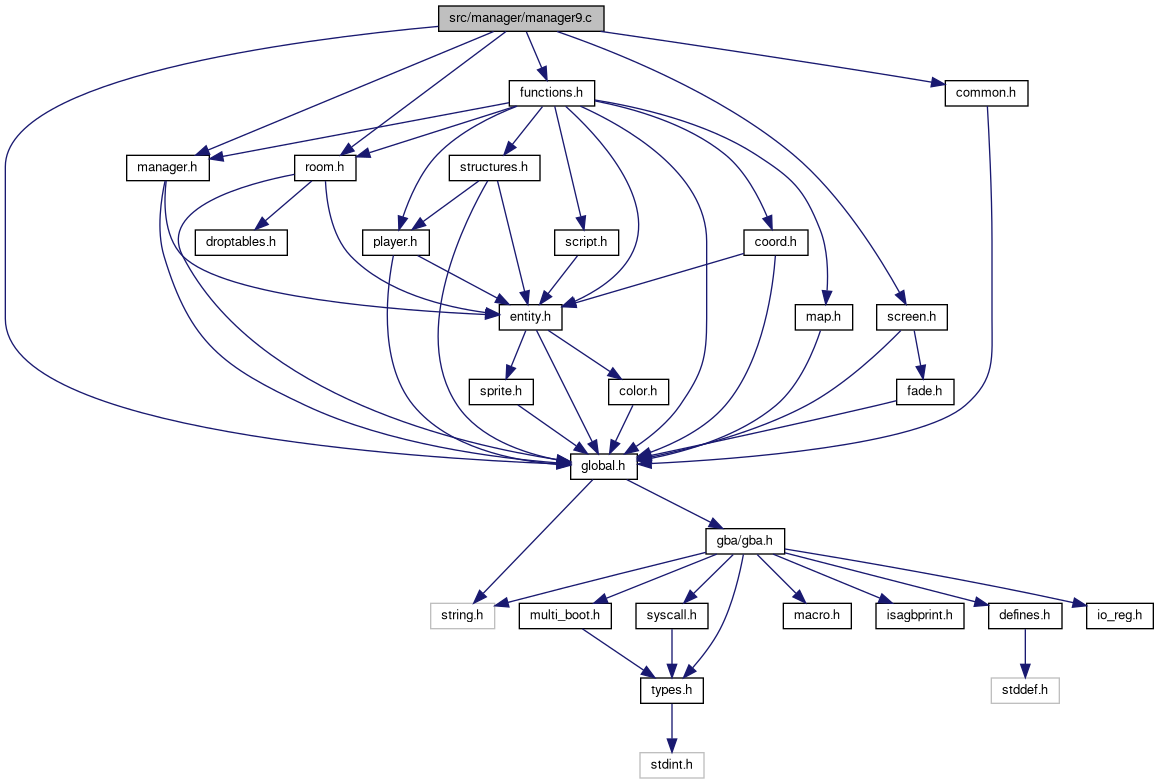 src/manager/manager9.c
functions.h
common.h
manager.h
room.h
structures.h
droptables.h
player.h
script.h
coord.h
entity.h
map.h
screen.h
sprite.h
color.h
fade.h
global.h
gba/gba.h
string.h
multi_boot.h
syscall.h
macro.h
isagbprint.h
defines.h
io_reg.h
types.h
stddef.h
stdint.h